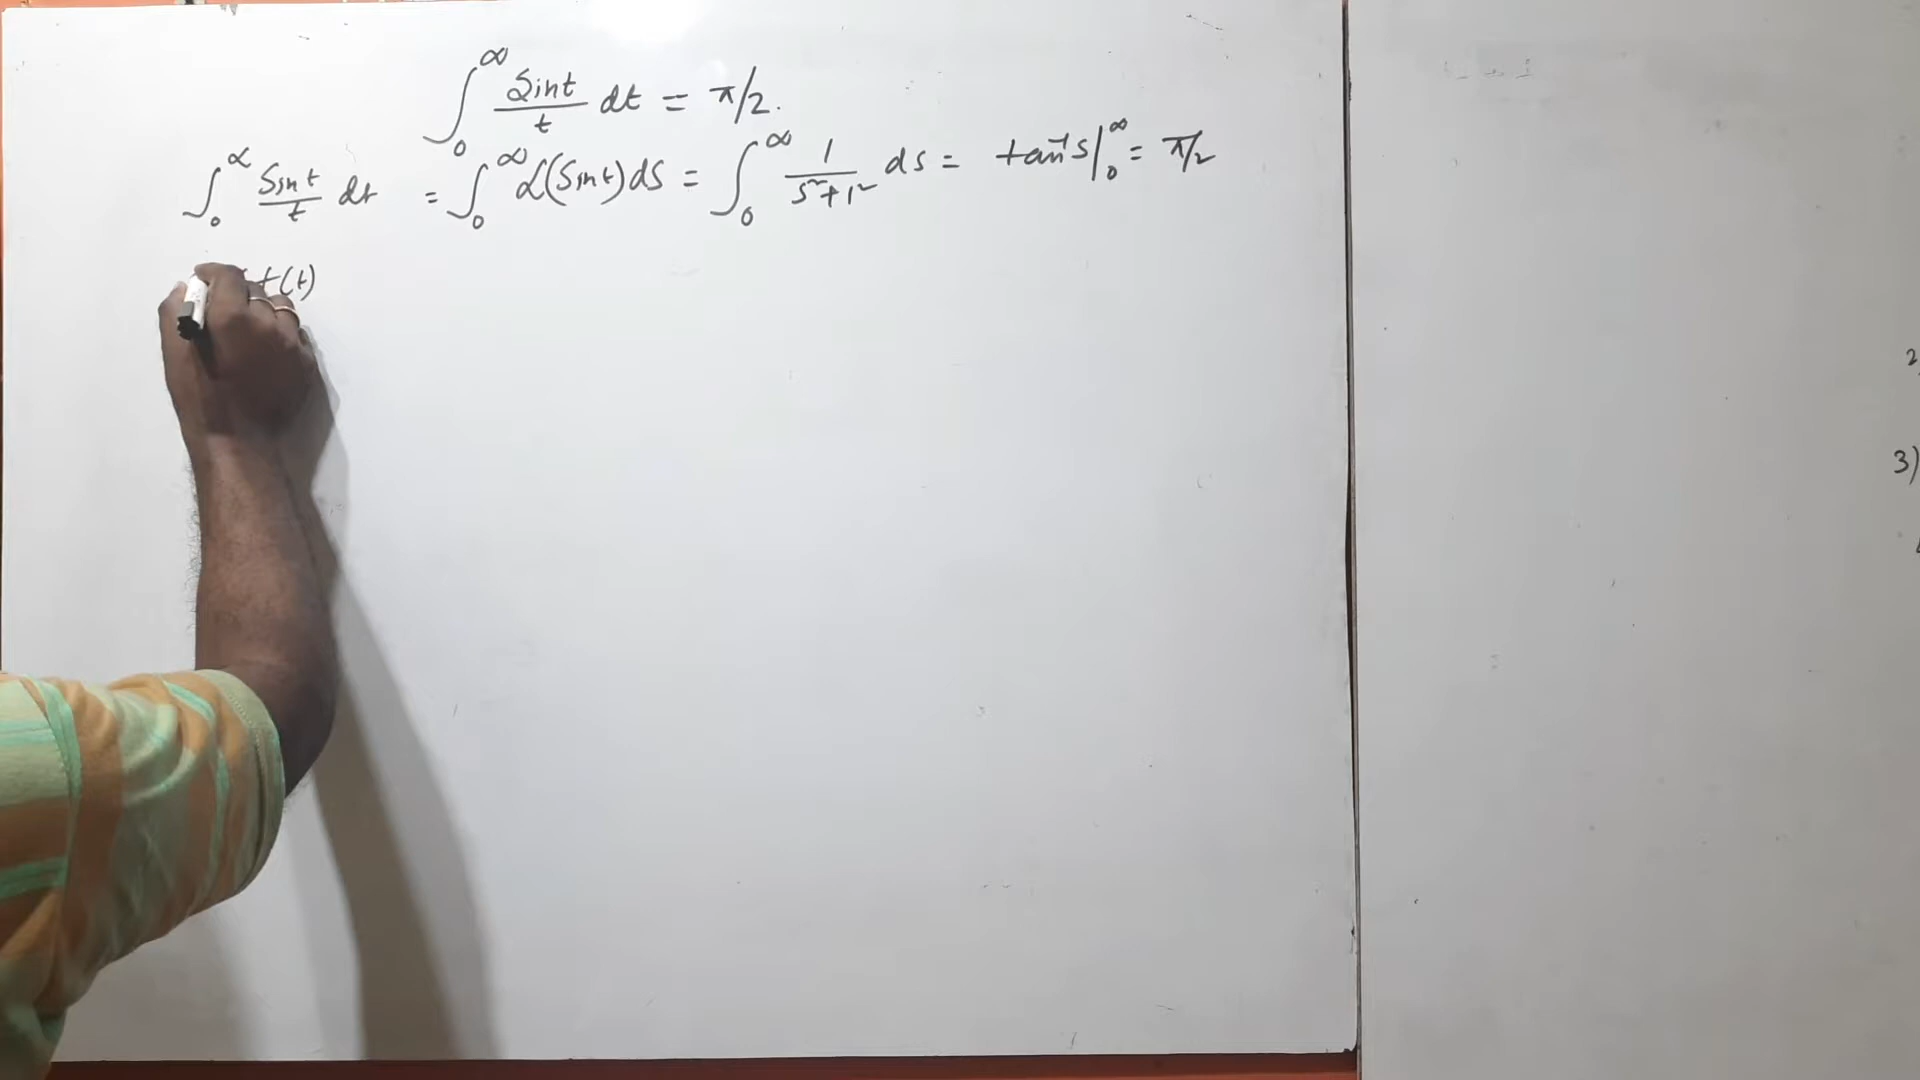 ∫₀^∞ Sint/t dt = π/2.
∫₀^∝ Sint/t dt = ∫₀^∞ ℒ(Sint)ds = ∫₀^∞ 1/(s²+1²) ds = tan⁻¹s|₀^∞ = π/2
f(t)
2
3)